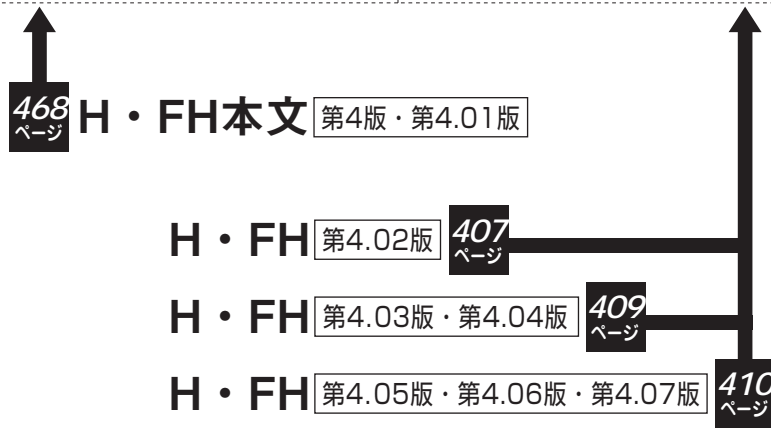 468 ページ H・FH本文 第4版・第4.01版
H・FH 第4.02版 407 ページ
H・FH 第4.03版・第4.04版 409 ページ
H・FH 第4.05版・第4.06版・第4.07版 410 ページ